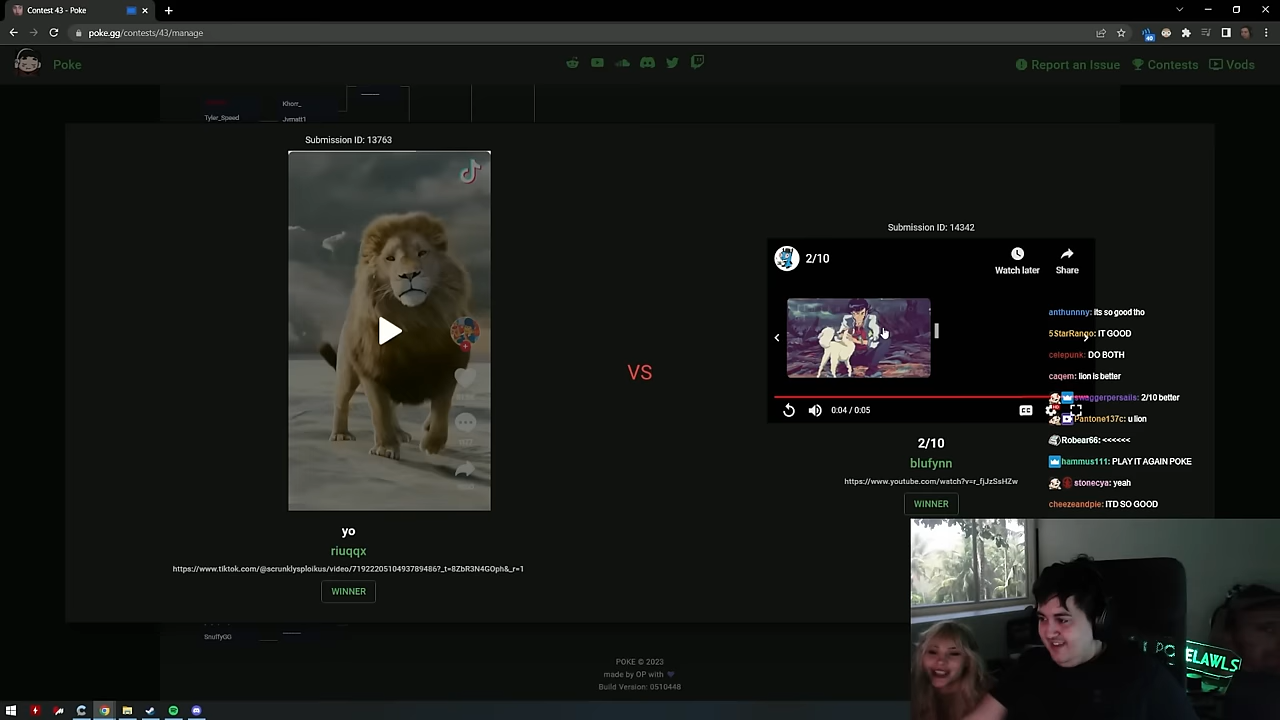 Contest 43 - Poke
poke.gg/contests/43/manage
Poke
Report an Issue
Contests
Vods
Khorr_
Tyler_Speed
Jvmatt1
Submission ID: 13763
Submission ID: 14342
2/10
Watch later
Share
VS
0:04 / 0:05
2/10
blufynn
https://www.youtube.com/watch?v=r_fjJzSsHZw
WINNER
yo
riuqqx
https://www.tiktok.com/@scrunklysploikus/video/7192220510493789486?_t=8ZbR3N4GOph&_r=1
WINNER
anthunnny: its so good tho
5StarRango: IT GOOD
celepunk: DO BOTH
caqem: lion is better
swaggerpersails: 2/10 better
Pantone137c: u lion
Robear66: <<<<<<
hammus111: PLAY IT AGAIN POKE
stonecya: yeah
cheezeandpie: ITD SO GOOD
SnuffyGG
POKE © 2023
made by OP with
Build Version: 0510448